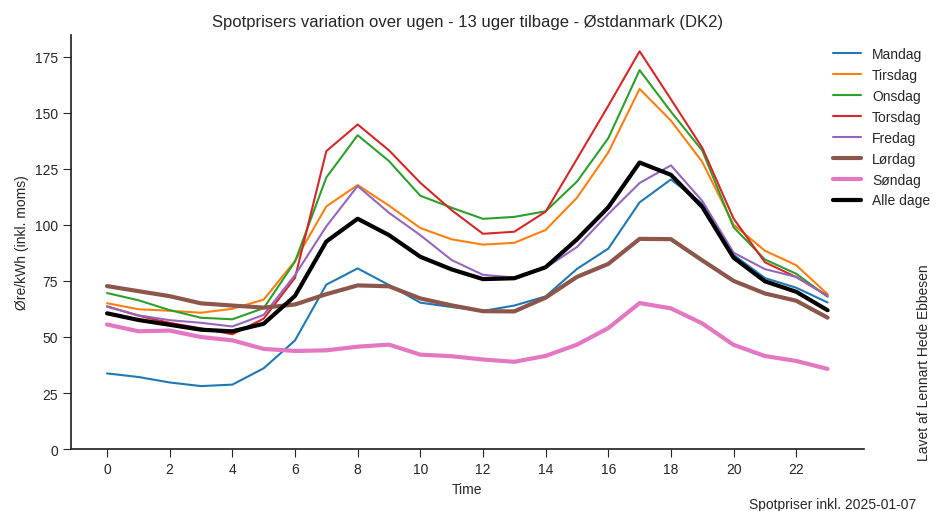 Spotprisers variation over ugen - 13 uger tilbage - Østdanmark (DK2)
Øre/kWh (inkl. moms)
175
150
125
100
75
50
25
0
0 2 4 6 8 10 12 14 16 18 20 22
Time
Mandag
Tirsdag
Onsdag
Torsdag
Fredag
Lørdag
Søndag
Alle dage
Lavet af Lennart Hede Ebbesen
Spotpriser inkl. 2025-01-07